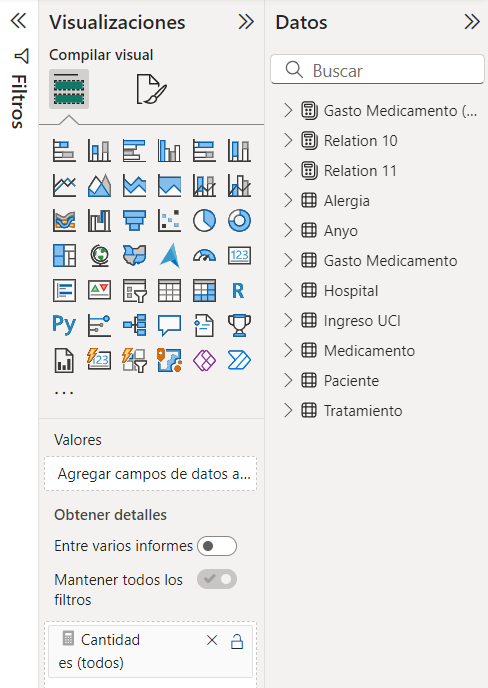 Filtros
Visualizaciones
Compilar visual
123
R
Py
123
...
Valores
Agregar campos de datos a...
Obtener detalles
Entre varios informes
Mantener todos los
filtros
Cantidad
es (todos)
Datos
Buscar
Gasto Medicamento (...
Relation 10
Relation 11
Alergia
Anyo
Gasto Medicamento
Hospital
Ingreso UCI
Medicamento
Paciente
Tratamiento